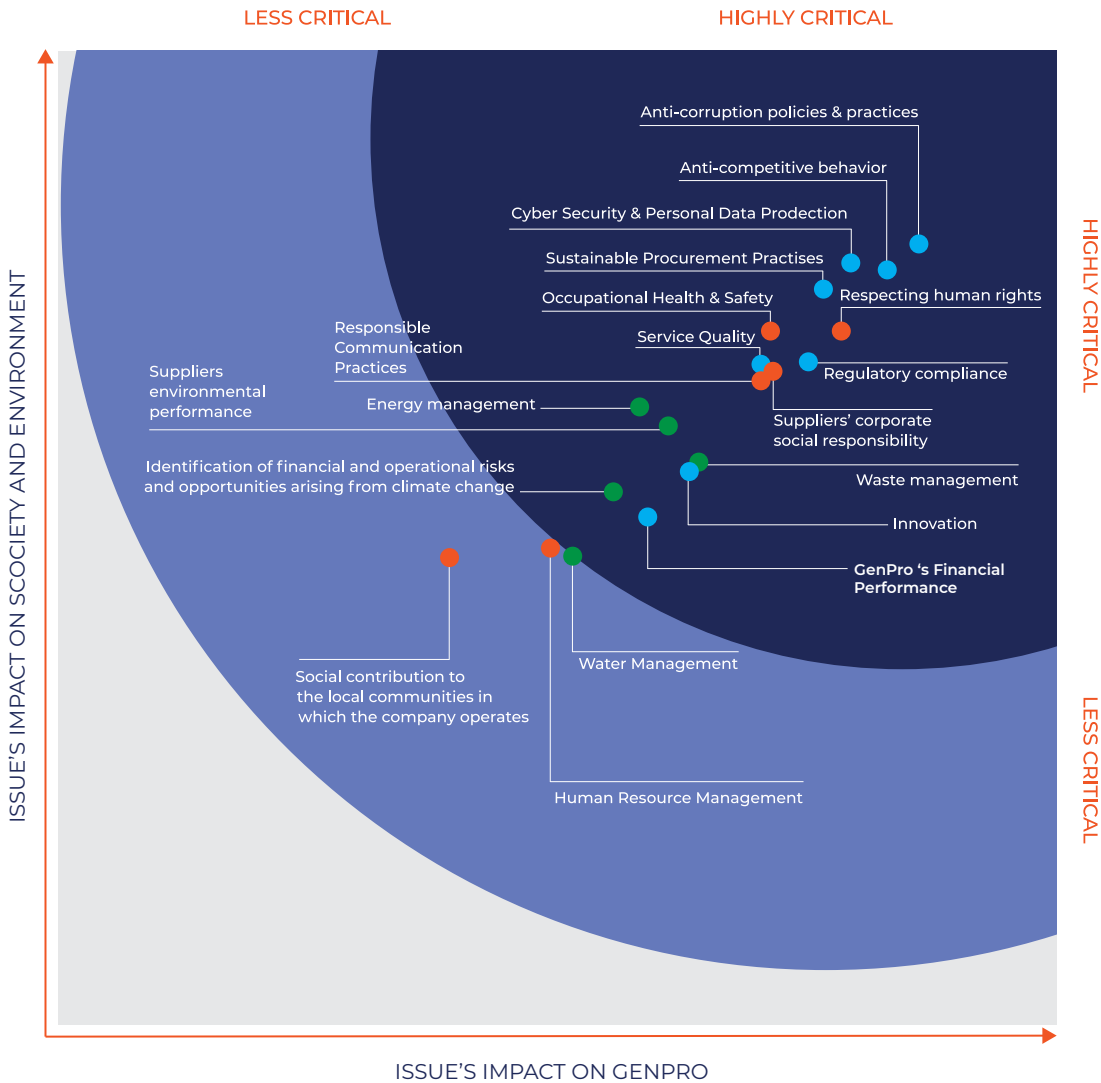 LESS CRITICAL
HIGHLY CRITICAL
Anti-corruption policies & practices
Anti-competitive behavior
Cyber Security & Personal Data Prodection
Sustainable Procurement Practises
Occupational Health & Safety
Respecting human rights
Service Quality
Responsible
Communication
Practices
Regulatory compliance
Suppliers
environmental
performance
Energy management
Suppliers' corporate
social responsibility
Identification of financial and operational risks
and opportunities arising from climate change
Waste management
Innovation
GenPro ‘s Financial
Performance
Water Management
Social contribution to
the local communities in
which the company operates
Human Resource Management
ISSUE'S IMPACT ON SCOCIETY AND ENVIRONMENT
HIGHLY CRITICAL
LESS CRITICAL
ISSUE'S IMPACT ON GENPRO